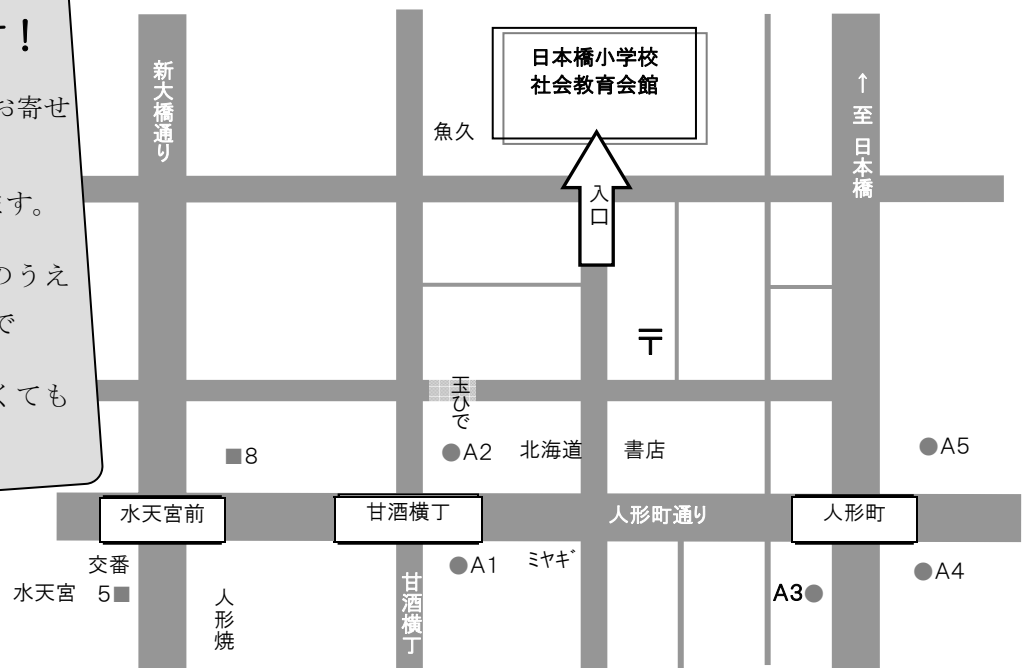 ！
お寄せ
す。
のうえ
で
くても
新大橋通り
日本橋小学校
社会教育会館
魚久
入口
↑至 日本橋
〒
玉ひで
■8
●A2
北海道
書店
●A5
水天宮前
甘酒横丁
人形町通り
人形町
交番
水天宮 5■
人形焼
甘酒横丁
●A1
ミヤギ
A3●
●A4